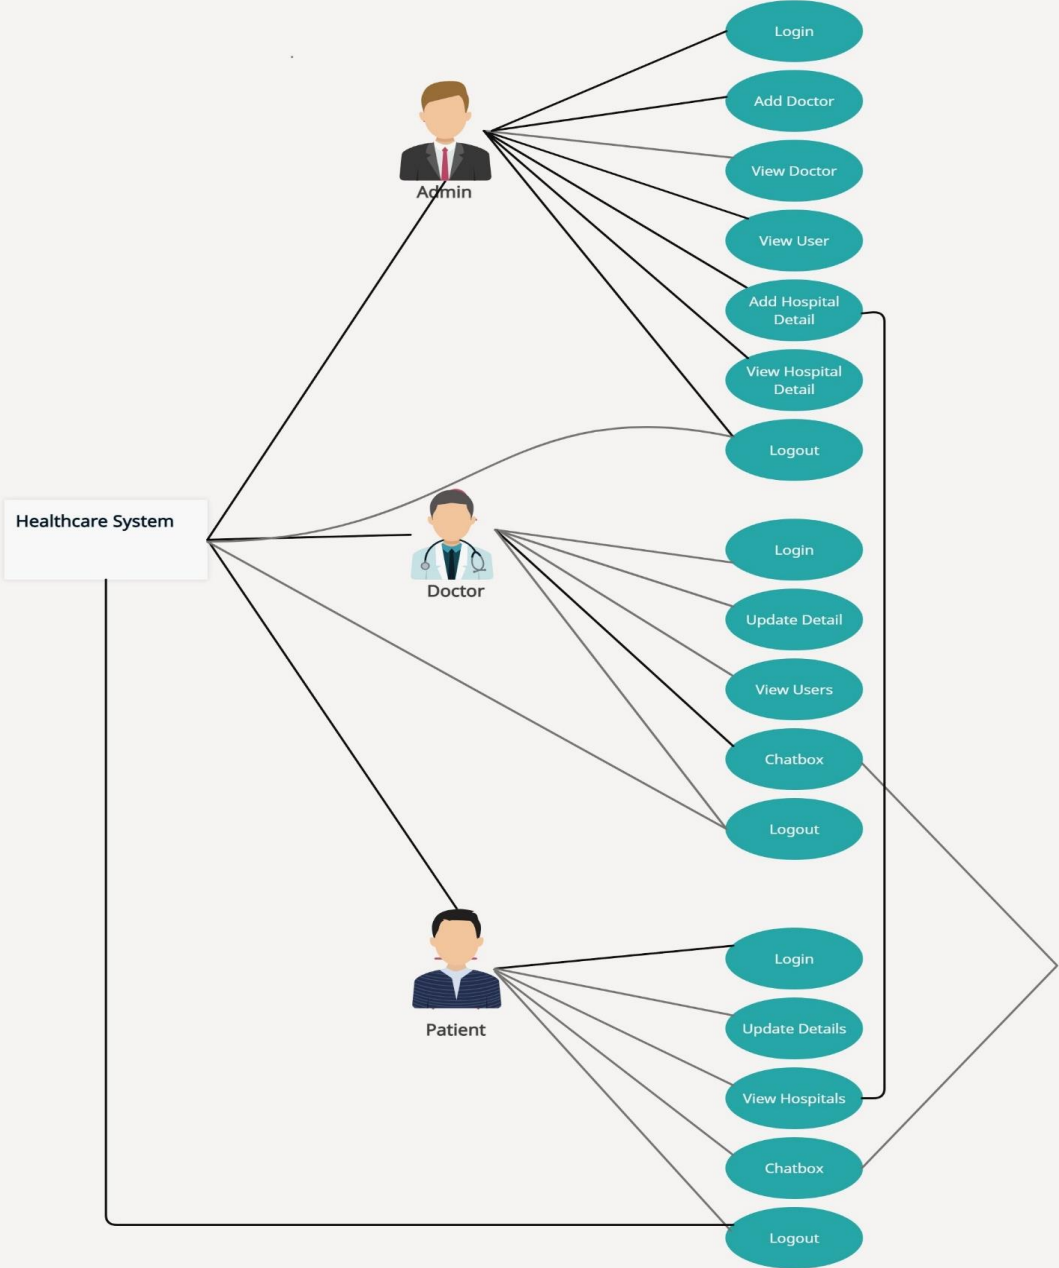 Login
Add Doctor
View Doctor
Admin
View User
Add Hospital
Detail
View Hospital
Detail
Logout
Healthcare System
Login
Doctor
Update Detail
View Users
Chatbox
Logout
Login
Patient
Update Details
View Hospitals
Chatbox
Logout